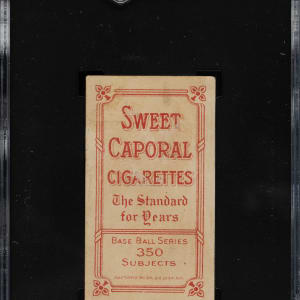 SWEET
CAPORAL
CIGARETTES
The Standard
for Years
BASE BALL SERIES
350
SUBJECTS